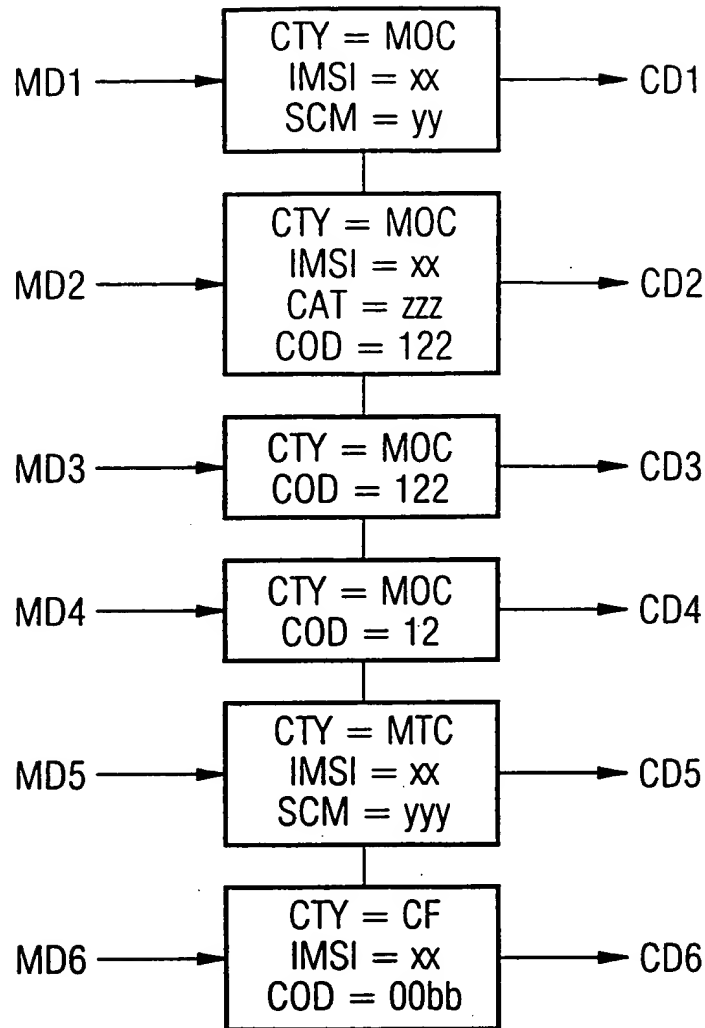 CTY = MOC
MD1 IMSI = xx CD1
SCM = yy
CTY = MOC
IMSI = xx
MD2 CD2
CAT = zzz
COD = 122
CTY = MOC
MD3 CD3
COD = 122
CTY = MOC
MD4 CD4
COD = 12
CTY = MTC
MD5 IMSI = xx CD5
SCM = yyy
CTY = CF
MD6 IMSI = xx CD6
COD = 00bb